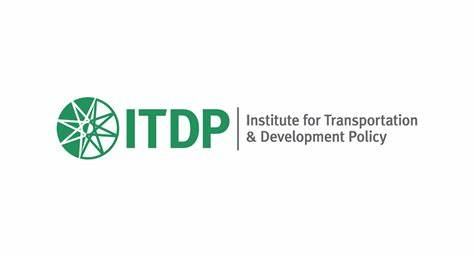 ITDP
Institute for Transportation
& Development Policy